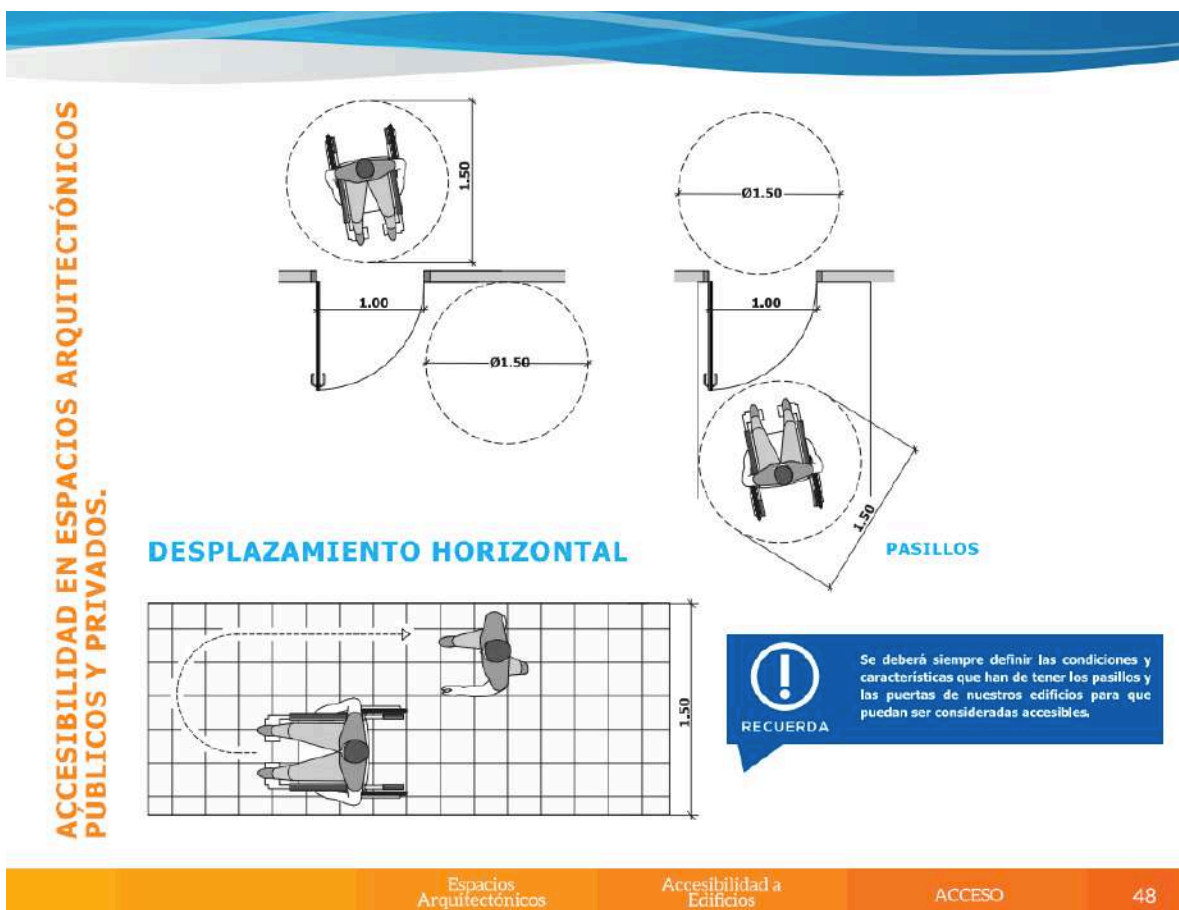 ACCESIBILIDAD EN ESPACIOS ARQUITECTÓNICOS
PÚBLICOS Y PRIVADOS.
1.50
1.00
Ø1.50
Ø1.50
1.00
1.50
DESPLAZAMIENTO HORIZONTAL
PASILLOS
1.50
RECUERDA
Se deberá siempre definir las condiciones y
características que han de tener los pasillos y
las puertas de nuestros edificios para que
puedan ser consideradas accesibles.
Espacios
Arquitectónicos
Accesibilidad a
Edificios
ACCESO
48